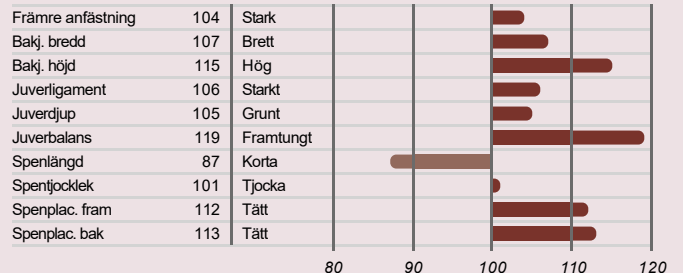 Främre anfästning 104 Stark
Bakj. bredd 107 Brett
Bakj. höjd 115 Hög
Juverligament 106 Starkt
Juverdjup 105 Grunt
Juverbalans 119 Framtungt
Spenlängd 87 Korta
Spentjocklek 101 Tjocka
Spenplac. fram 112 Tätt
Spenplac. bak 113 Tätt
80 90 100 110 120